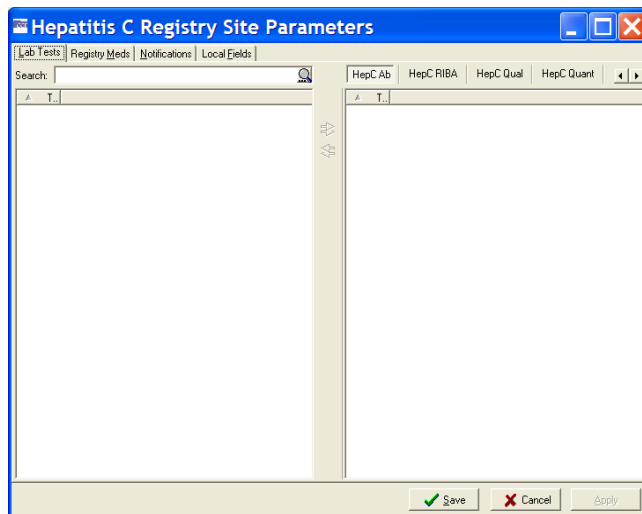 Hepatitis C Registry Site Parameters
Lab Tests Registry Meds Notifications Local Fields
Search: HepC Ab HepC RIBA HepC Qual HepC Quant
T.. T..
Save Cancel Apply